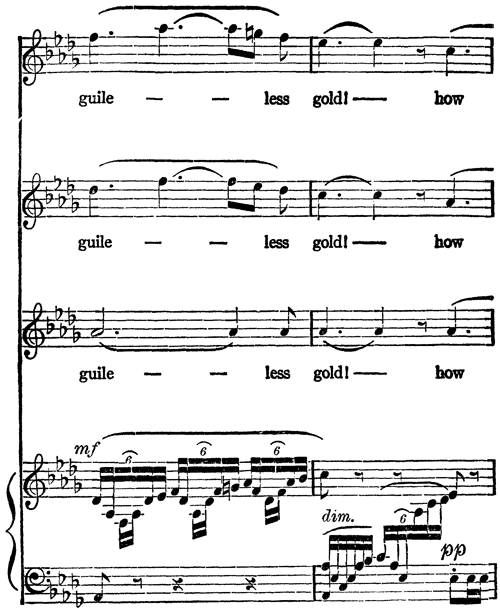 guile — — less gold! — how
guile — — less gold! — how
guile — — less gold! — how
mf
6 6 6
dim.
6
pp